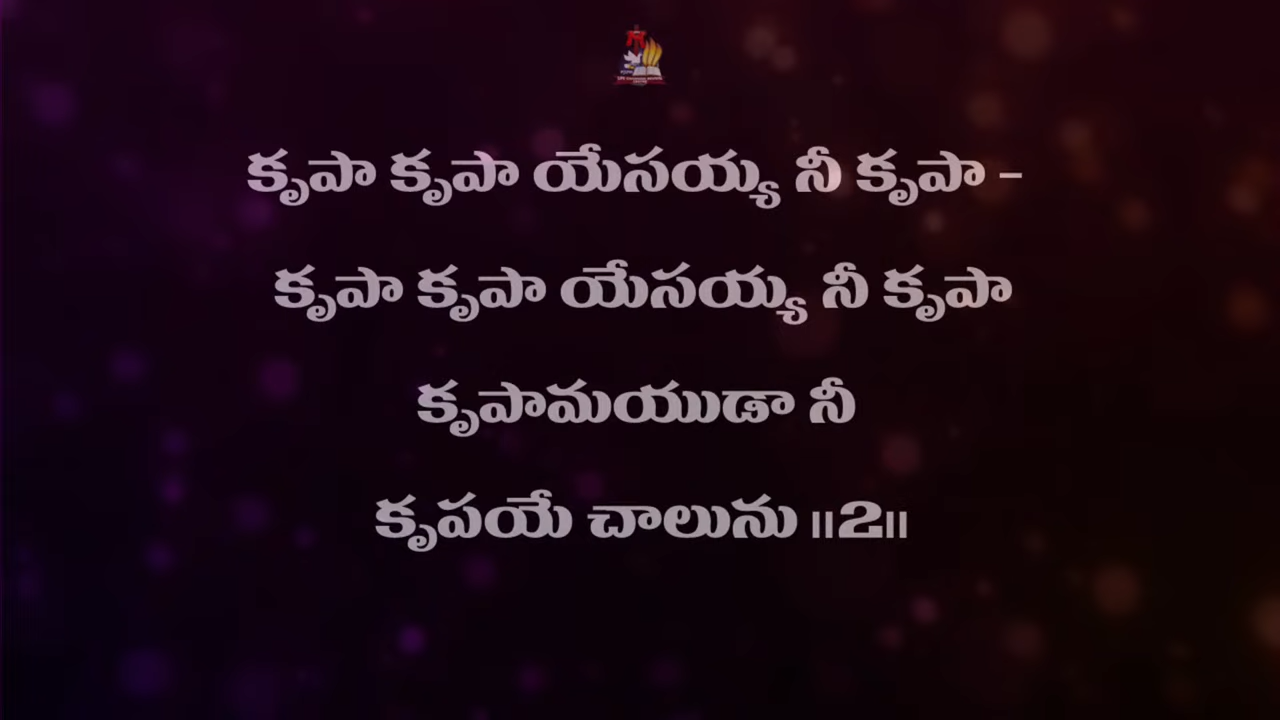 కృపా కృపా యేసయ్య నీ కృపా -
కృపా కృపా యేసయ్య నీ కృపా
కృపామయుడా నీ
కృపయే చాలును ॥2॥